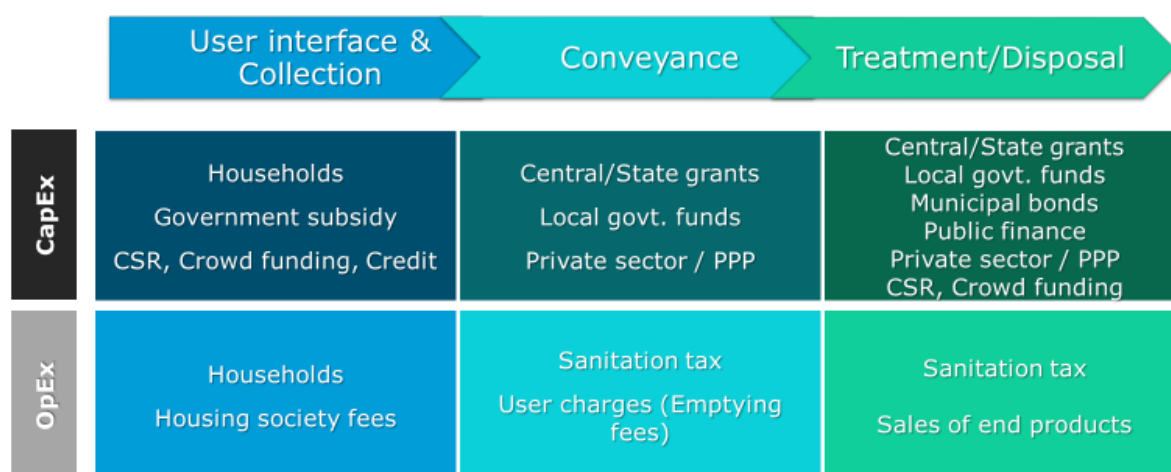 User interface &
Collection
Conveyance
Treatment/Disposal
CapEx
Households
Government subsidy
CSR, Crowd funding, Credit
Central/State grants
Local govt. funds
Private sector / PPP
Central/State grants
Local govt. funds
Municipal bonds
Public finance
Private sector / PPP
CSR, Crowd funding
OpEx
Households
Housing society fees
Sanitation tax
User charges (Emptying
fees)
Sanitation tax
Sales of end products